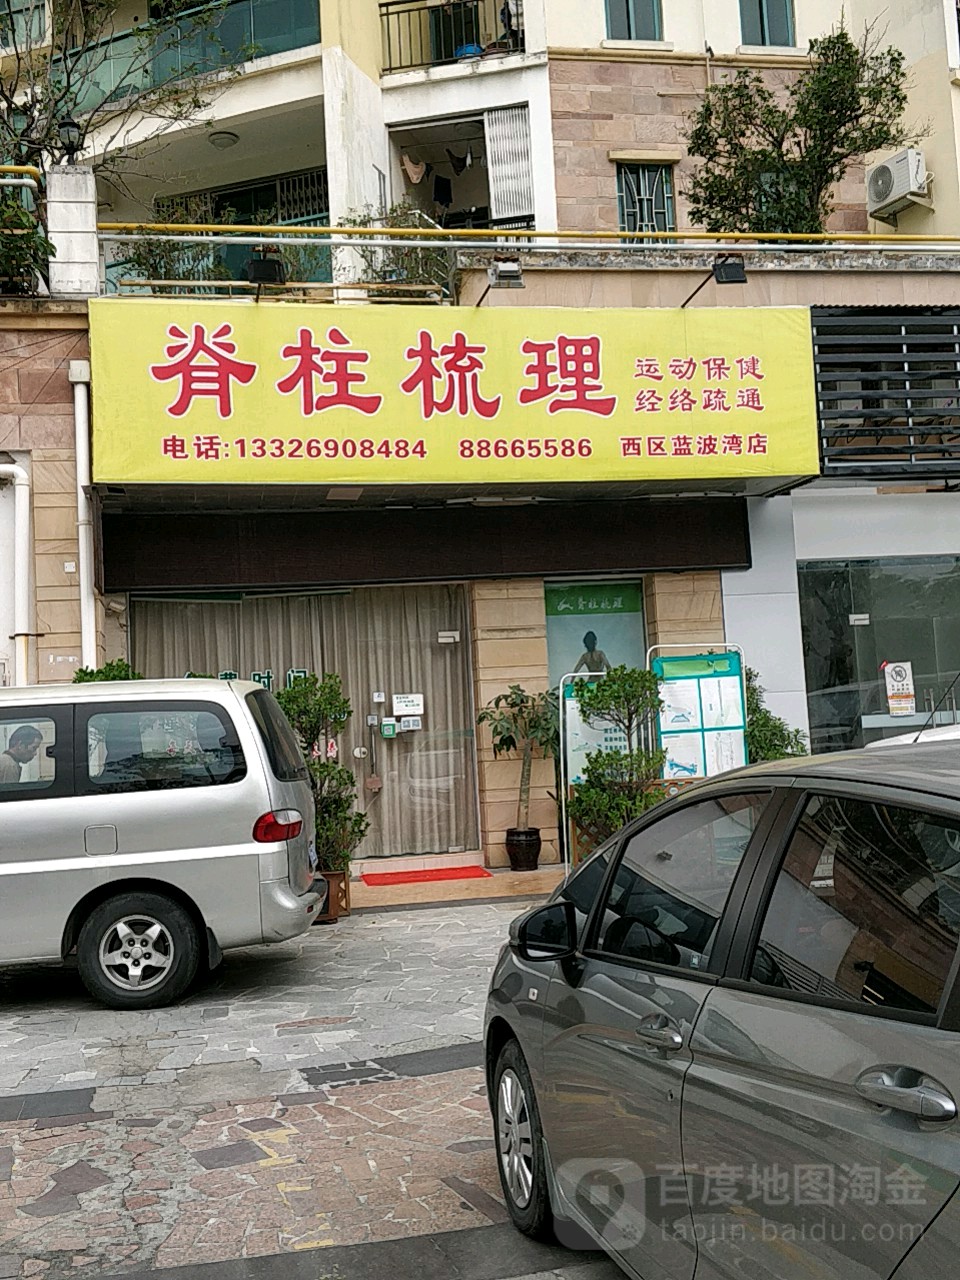 脊柱梳理
运动保健
经络疏通
电话:13326908484 88665586 西区蓝波湾店
脊柱梳理
百度地图淘金
taojin.baidu.com